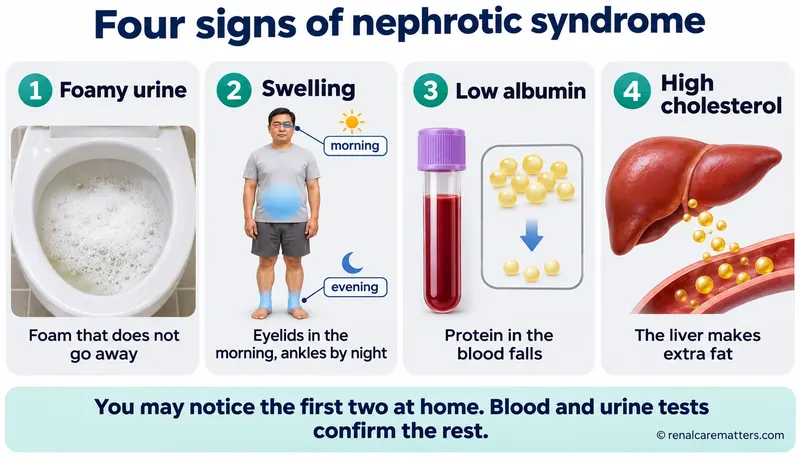 Four signs of nephrotic syndrome
1 Foamy urine
Foam that does not
go away
2 Swelling
morning
evening
Eyelids in the
morning, ankles by night
3 Low albumin
Protein in the
blood falls
4 High
cholesterol
The liver makes
extra fat
You may notice the first two at home. Blood and urine tests
confirm the rest.
© renalcarematters.com